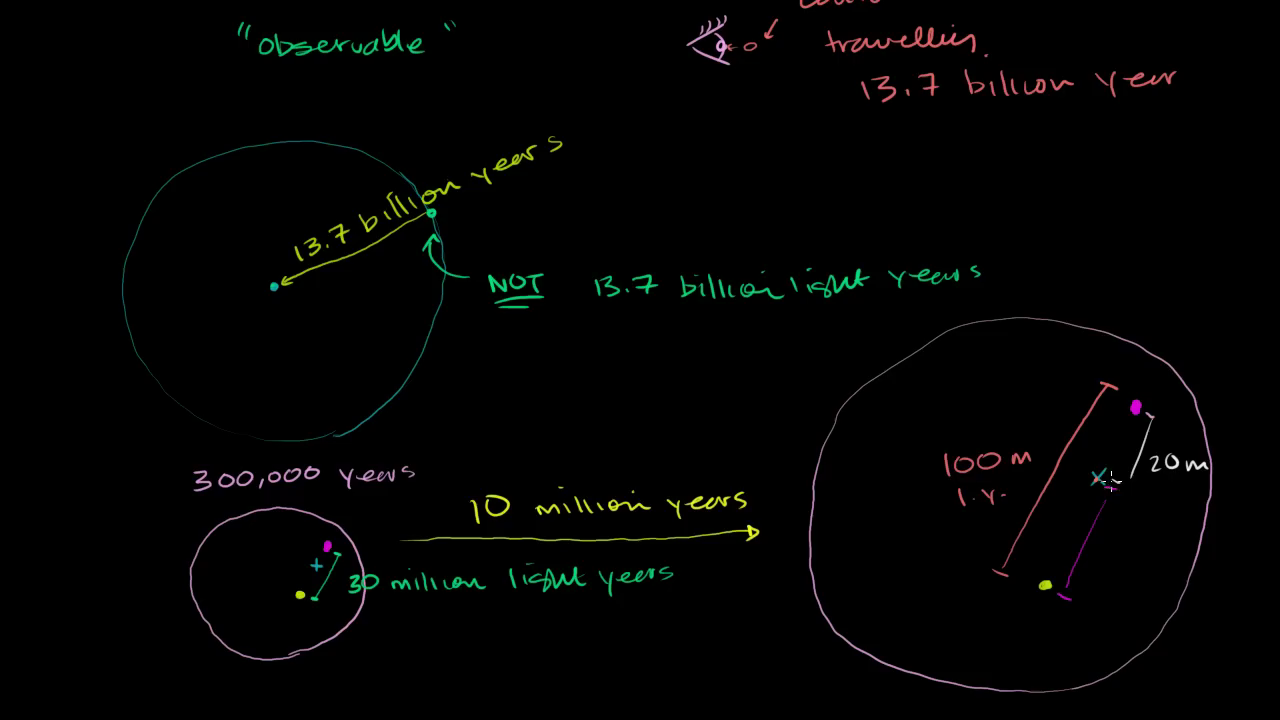 "observable"
travelling
13.7 billion year
13.7 billion years
NOT 13.7 billion light years
300,000 years
10 million years
30 million light years
100 m
l.y.
20 m